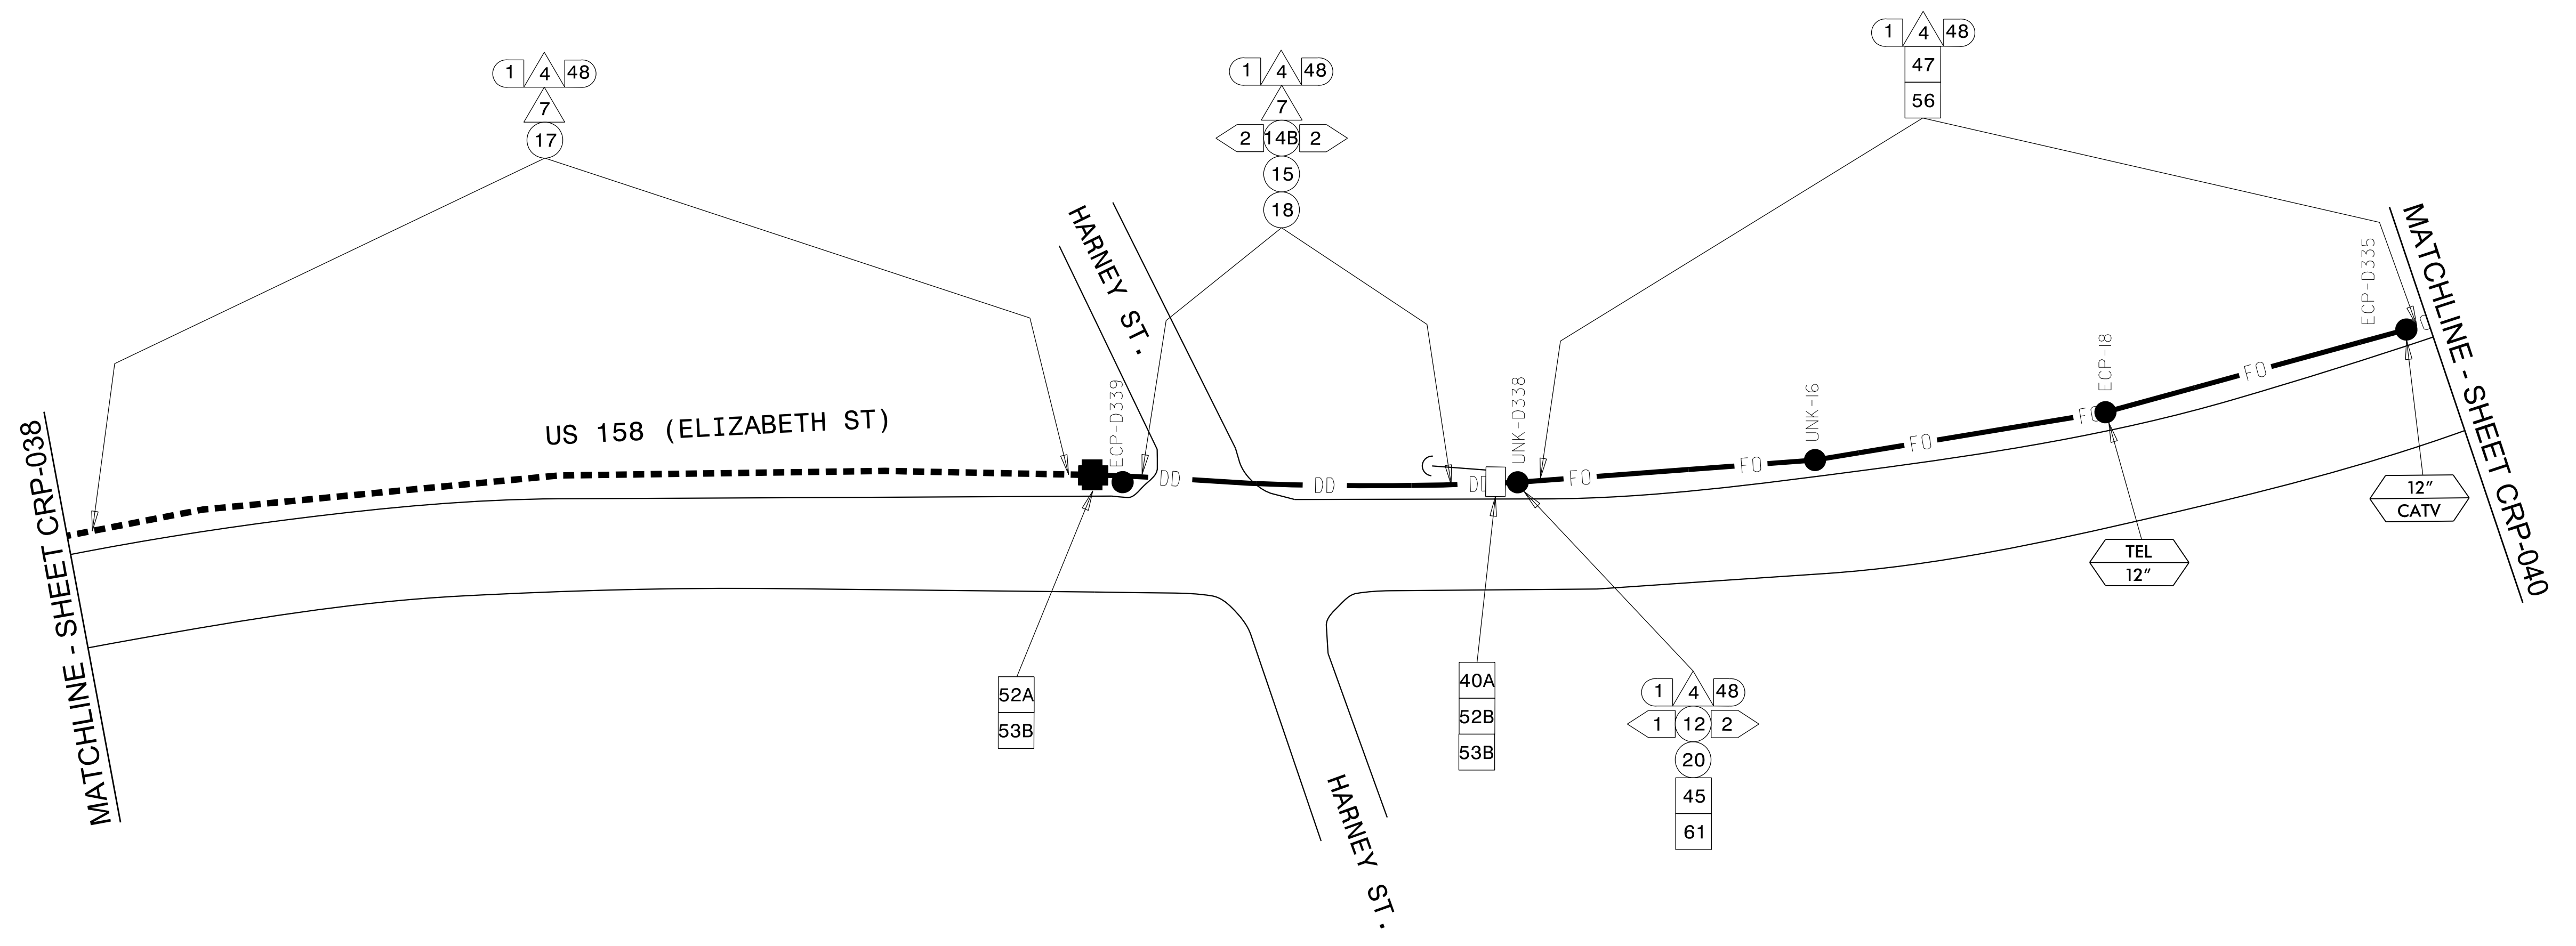 1 4 48
7
17
1 4 48
7
2 14B 2
15
18
1 4 48
47
56
HARNEY ST.
MATCHLINE - SHEET CRP-040
ECP-D335
ECP-18
UNK-16
UNK-D338
ECP-D339
US 158 (ELIZABETH ST)
MATCHLINE - SHEET CRP-038
DD
DD
FO
FO
FO
FO
12"
CATV
TEL
12"
52A
53B
40A
52B
53B
1 4 48
1 12 2
20
45
61
HARNEY ST.